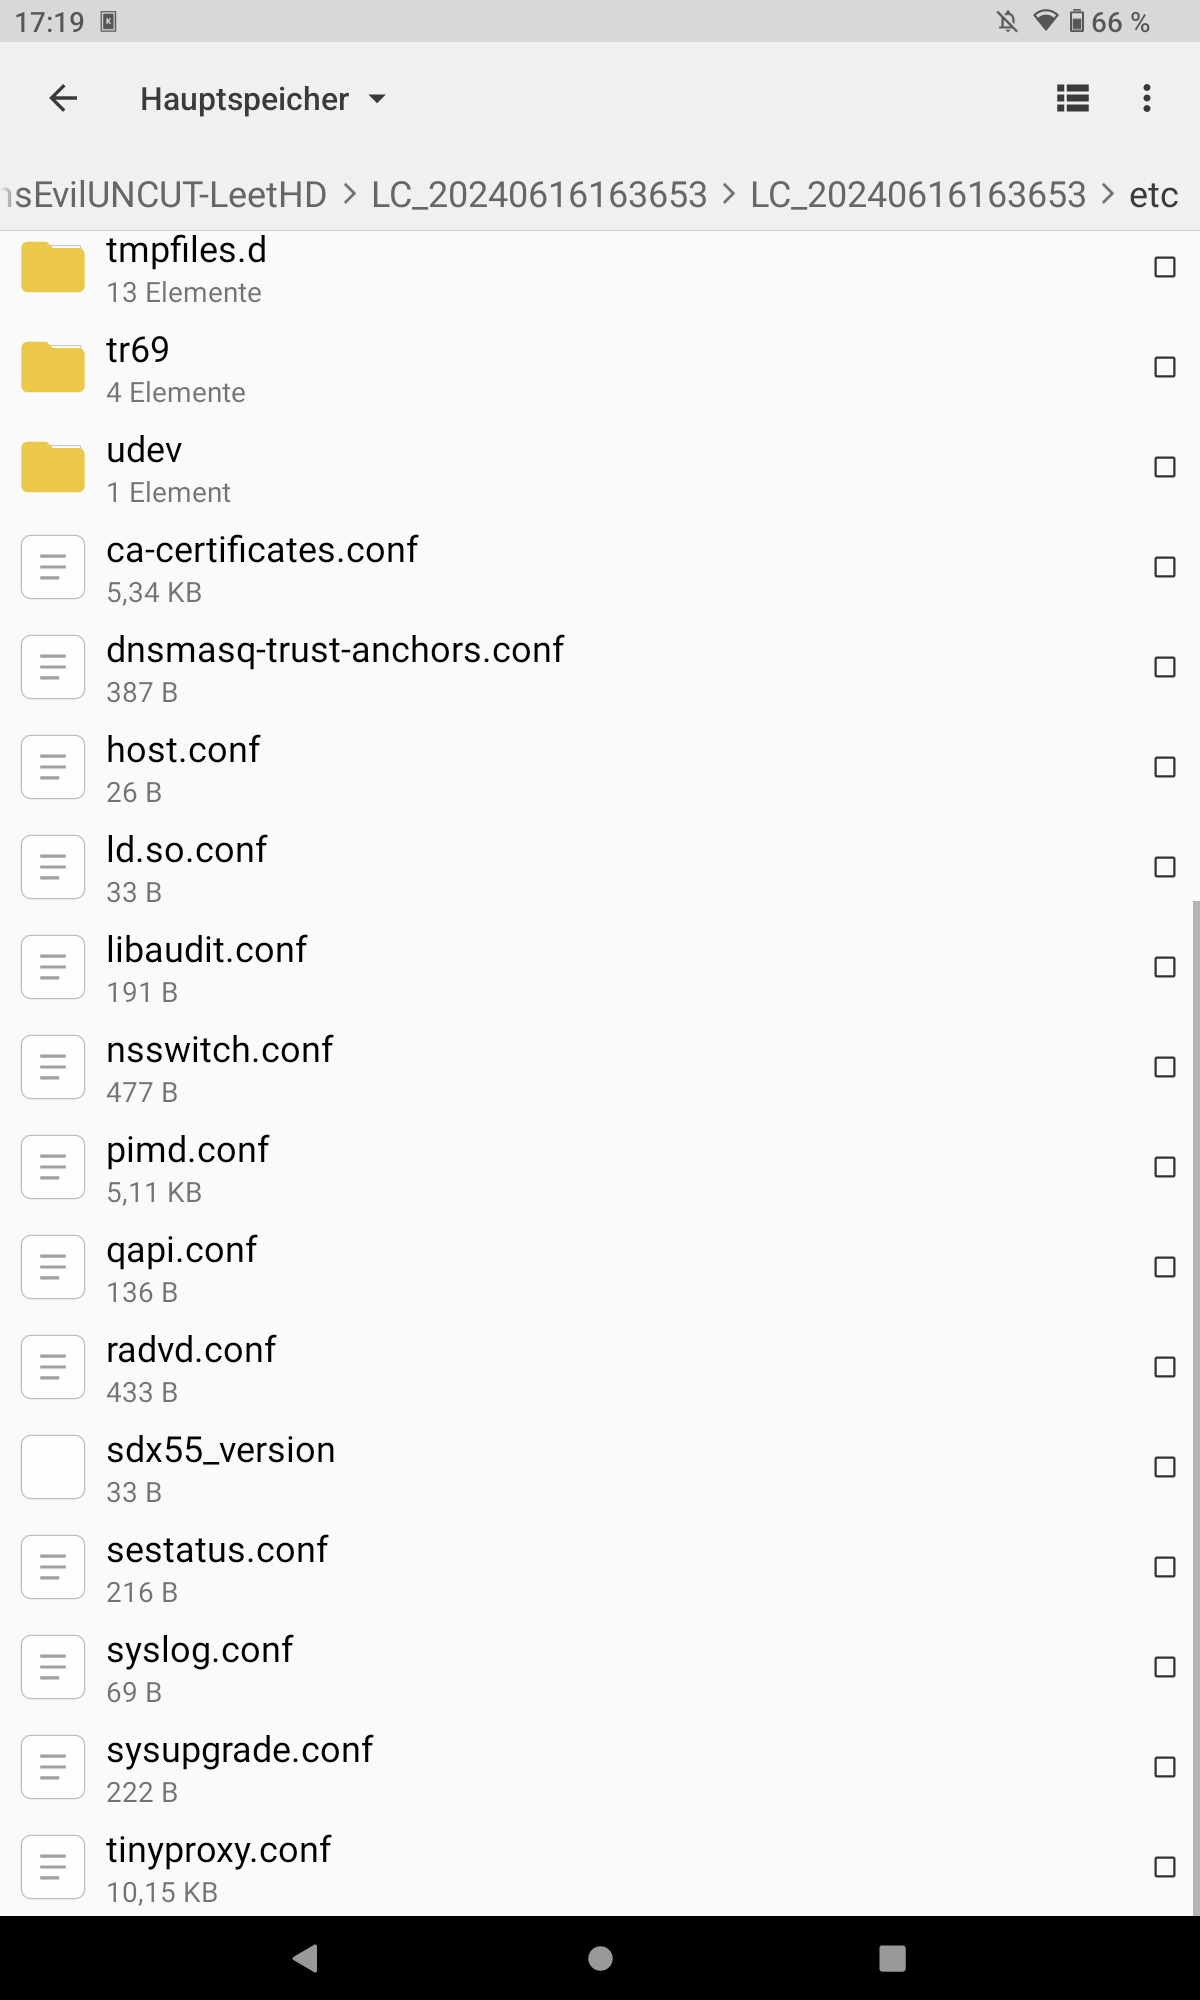 17:19 66 %
Hauptspeicher
nsEvilUNCUT-LeetHD > LC_20240616163653 > LC_20240616163653 > etc
tmpfiles.d
13 Elemente
tr69
4 Elemente
udev
1 Element
ca-certificates.conf
5,34 KB
dnsmasq-trust-anchors.conf
387 B
host.conf
26 B
ld.so.conf
33 B
libaudit.conf
191 B
nsswitch.conf
477 B
pimd.conf
5,11 KB
qapi.conf
136 B
radvd.conf
433 B
sdx55_version
33 B
sestatus.conf
216 B
syslog.conf
69 B
sysupgrade.conf
222 B
tinyproxy.conf
10,15 KB